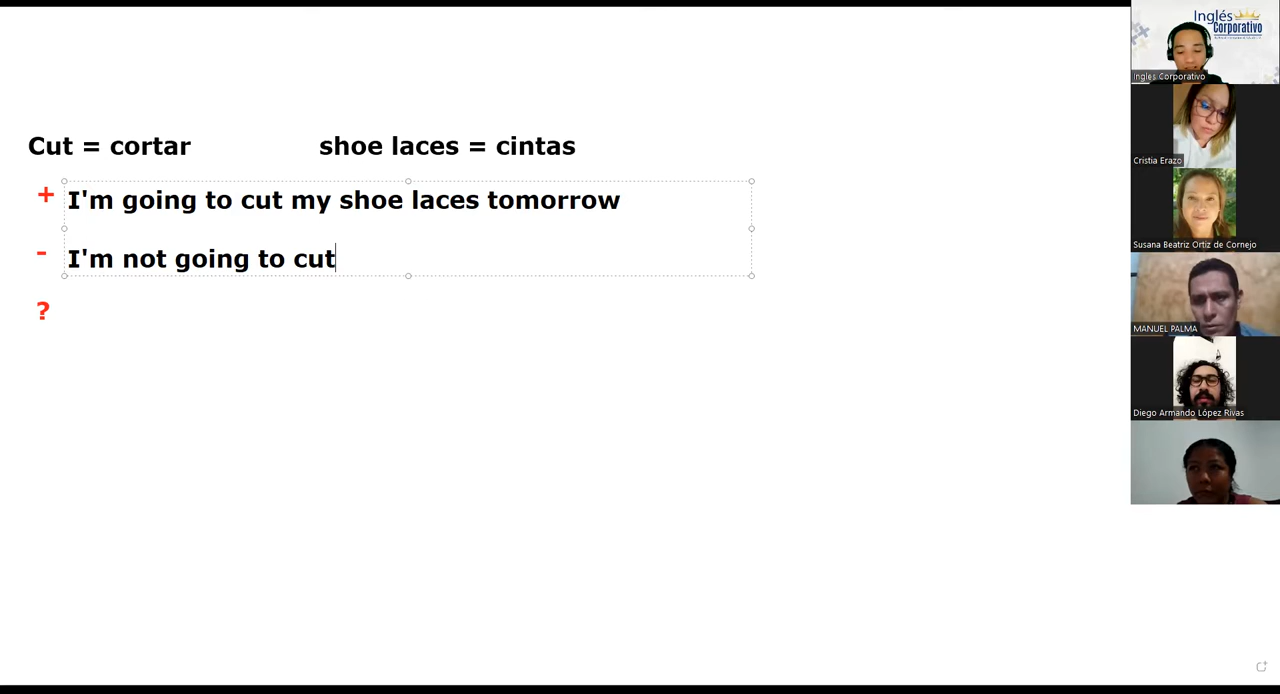 Cut = cortar shoe laces = cintas
+ I'm going to cut my shoe laces tomorrow
- I'm not going to cut
?
Inglés
Corporativo
Ingles Corporativo
Cristia Erazo
Susana Beatriz Ortiz de Cornejo
MANUEL PALMA
Diego Armando López Rivas